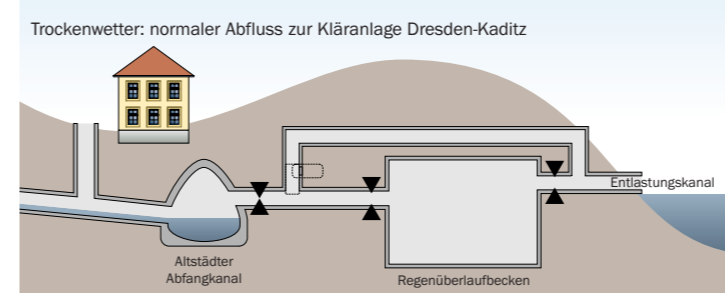 Trockenwetter: normaler Abfluss zur Kläranlage Dresden-Kaditz
Entlastungskanal
Altstädter
Abfangkanal
Regenüberlaufbecken